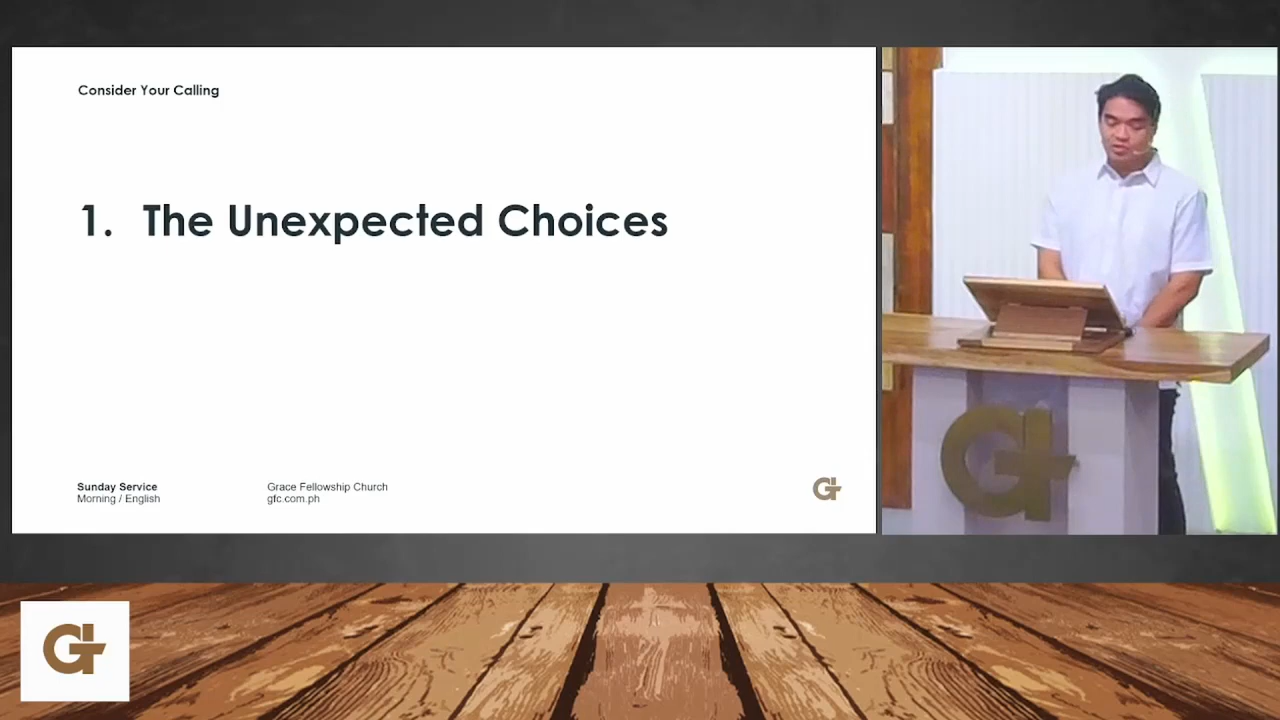 Consider Your Calling
1. The Unexpected Choices
Sunday Service
Morning / English
Grace Fellowship Church
gfc.com.ph